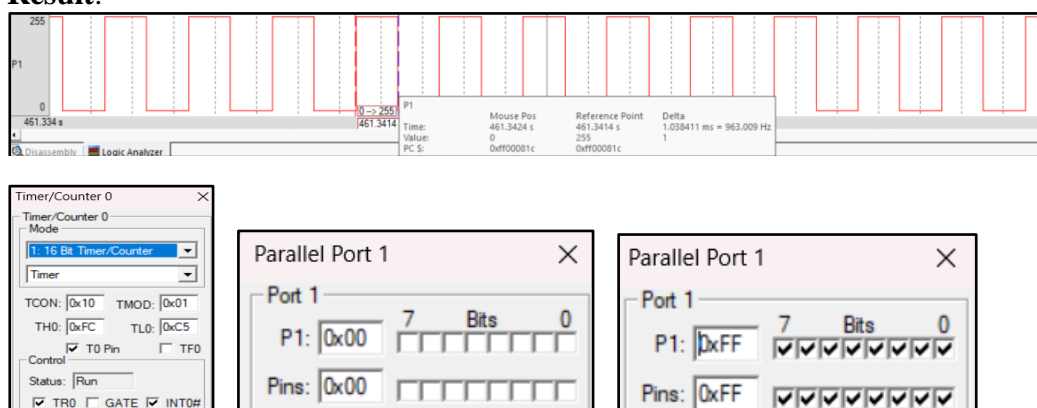 Result:
255
P1
0
0 --> 255
461.334 s
461.3414
P1
Mouse Pos Reference Point Delta
Time: 461.3424 s 461.3414 s 1.038411 ms = 963.009 Hz
Value: 0 255 1
PC $: 0xff00081c 0xff00081c
Disassembly Logic Analyzer
Timer/Counter 0
Timer/Counter 0
Mode
1: 16 Bit Timer/Counter
Timer
TCON: 0x10 TMOD: 0x01
TH0: 0xFC TL0: 0xC5
T0 Pin TF0
Control
Status: Run
TR0 GATE INT0#
Parallel Port 1
Port 1
7 Bits 0
P1: 0x00
Pins: 0x00
Parallel Port 1
Port 1
7 Bits 0
P1: 0xFF
Pins: 0xFF